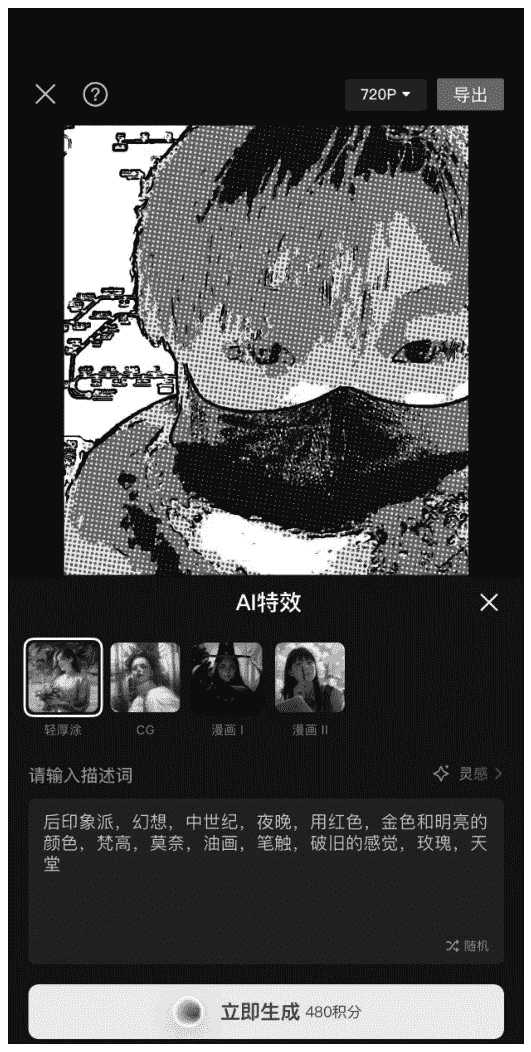 720P
导出
AI特效
轻厚涂
CG
漫画 I
漫画 II
请输入描述词
灵感
后印象派，幻想，中世纪，夜晚，用红色，金色和明亮的
颜色，梵高，莫奈，油画，笔触，破旧的感觉，玫瑰，天
堂
随机
立即生成 480积分